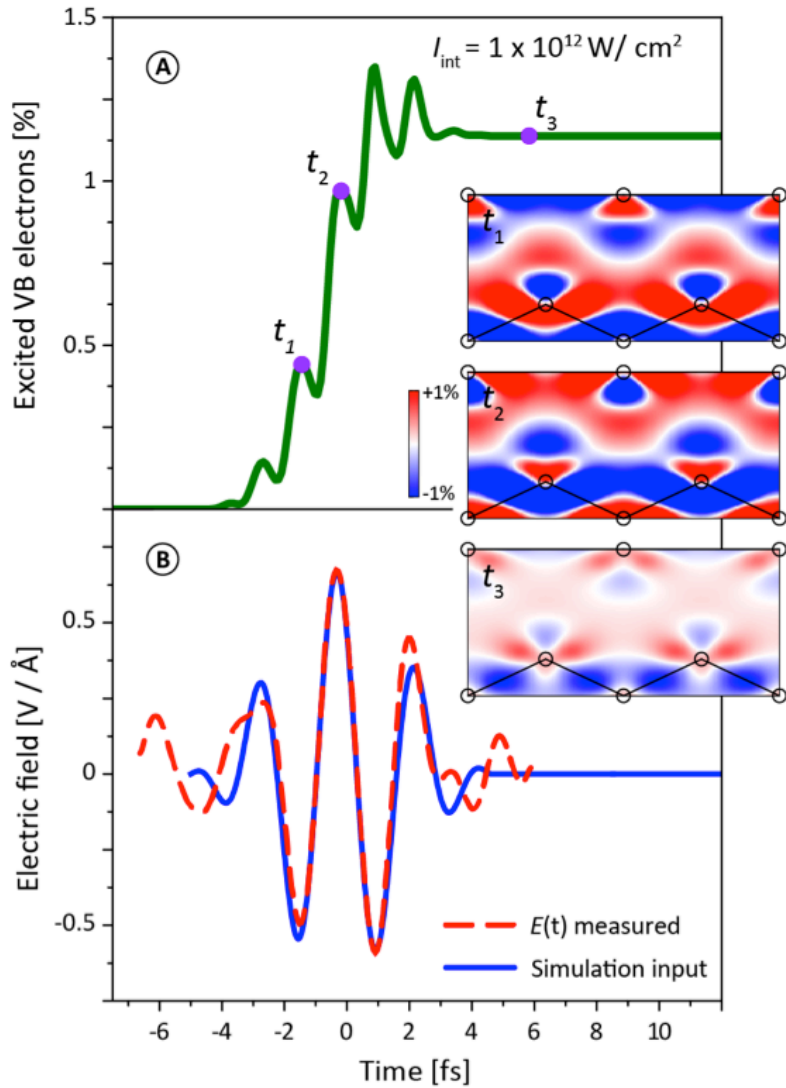 1.5
A
I_int = 1 x 10^12 W/ cm^2
t_3
t_2
1
t_1
t_1
0.5
+1%
t_2
-1%
Excited VB electrons [%]
B
t_3
0.5
0
-0.5
E(t) measured
Simulation input
Electric field [V / Å]
-6 -4 -2 0 2 4 6 8 10
Time [fs]